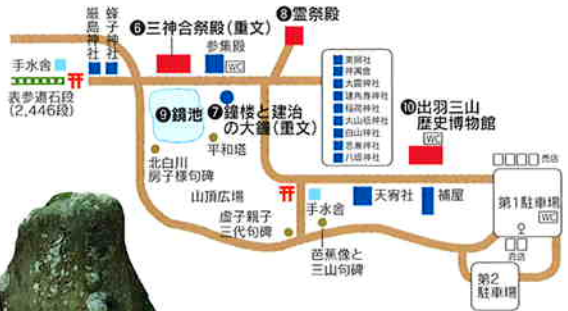 蜂子神社
厳島神社
手水舎
表参道石段
(2,446段)
❻三神合祭殿(重文)
参集殿
WC
❽霊祭殿
❾鏡池
❼鐘楼と建治
の大鐘(重文)
平和塔
北白川
房子様句碑
山頂広場
虚子親子
三代句碑
手水舎
芭蕉像と
三山句碑
天宥社
補屋
東照社
神輿舎
大雷神社
建角身神社
稲荷神社
大山祇神社
白山神社
思兼神社
八坂神社
❿出羽三山
歴史博物館
WC
売店
第1駐車場
WC
売店
第2
駐車場